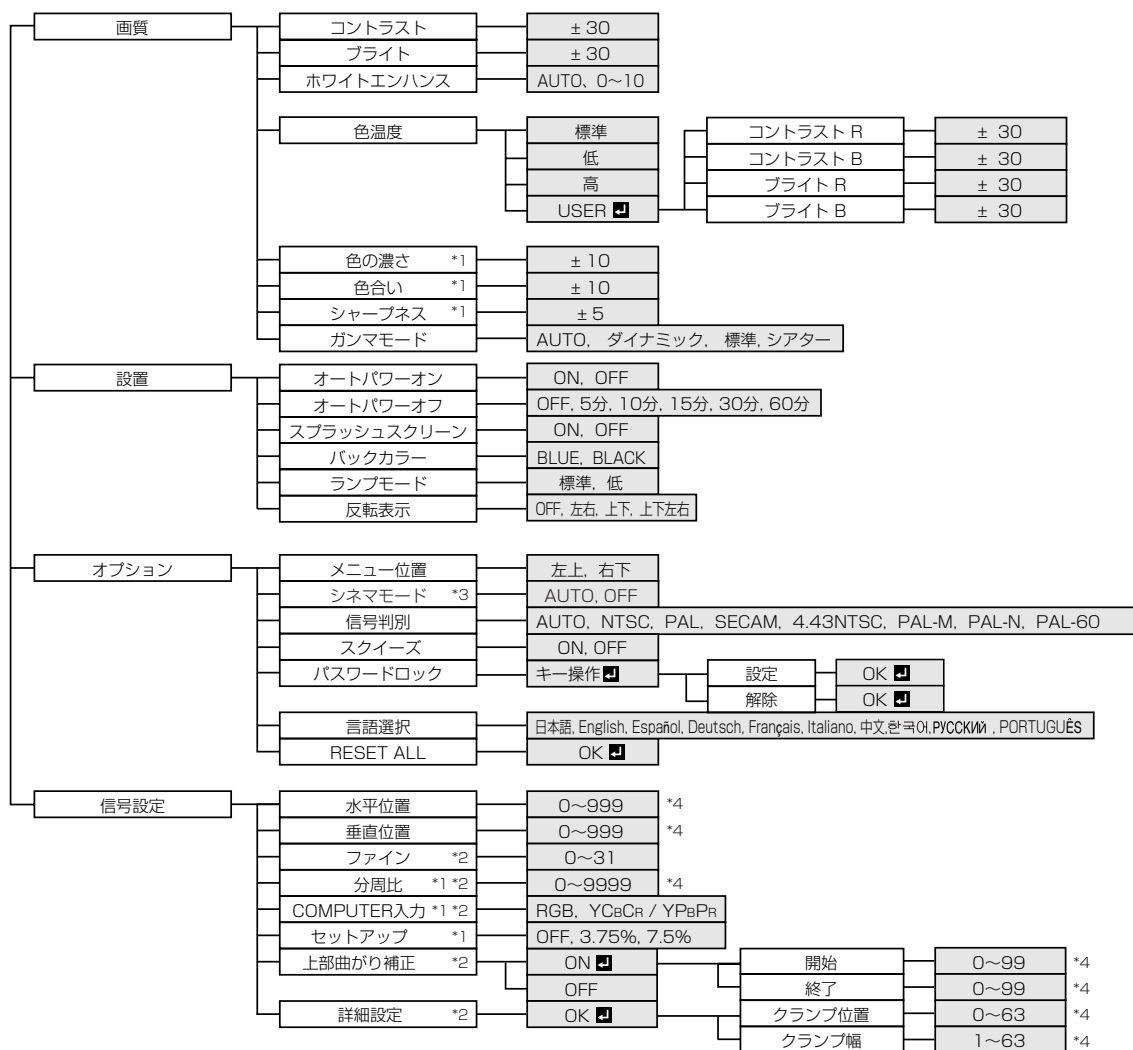 画質 コントラスト ± 30
ブライト ± 30
ホワイトエンハンス AUTO、0～10
色温度 標準 コントラスト R ± 30
低 コントラスト B ± 30
高 ブライト R ± 30
USER ブライト B ± 30
色の濃さ *1 ± 10
色合い *1 ± 10
シャープネス *1 ± 5
ガンマモード AUTO, ダイナミック, 標準, シアター
設置 オートパワーオン ON, OFF
オートパワーオフ OFF, 5分, 10分, 15分, 30分, 60分
スプラッシュスクリーン ON, OFF
バックカラー BLUE, BLACK
ランプモード 標準, 低
反転表示 OFF, 左右, 上下, 上下左右
オプション メニュー位置 左上, 右下
シネマモード *3 AUTO, OFF
信号判別 AUTO, NTSC, PAL, SECAM, 4.43NTSC, PAL-M, PAL-N, PAL-60
スクイーズ ON, OFF
パスワードロック キー操作 設定 OK
解除 OK
言語選択 日本語, English, Español, Deutsch, Français, Italiano, 中文,한국어,РУССКИЙ , PORTUGUÊS
RESET ALL OK
信号設定 水平位置 0～999 *4
垂直位置 0～999 *4
ファイン *2 0～31
分周比 *1 *2 0～9999 *4
COMPUTER入力 *1 *2 RGB, YCBCR / YPBPR
セットアップ *1 OFF, 3.75%, 7.5%
上部曲がり補正 *2 ON 開始 0～99 *4
OFF 終了 0～99 *4
詳細設定 *2 OK クランプ位置 0～63 *4
クランプ幅 1～63 *4